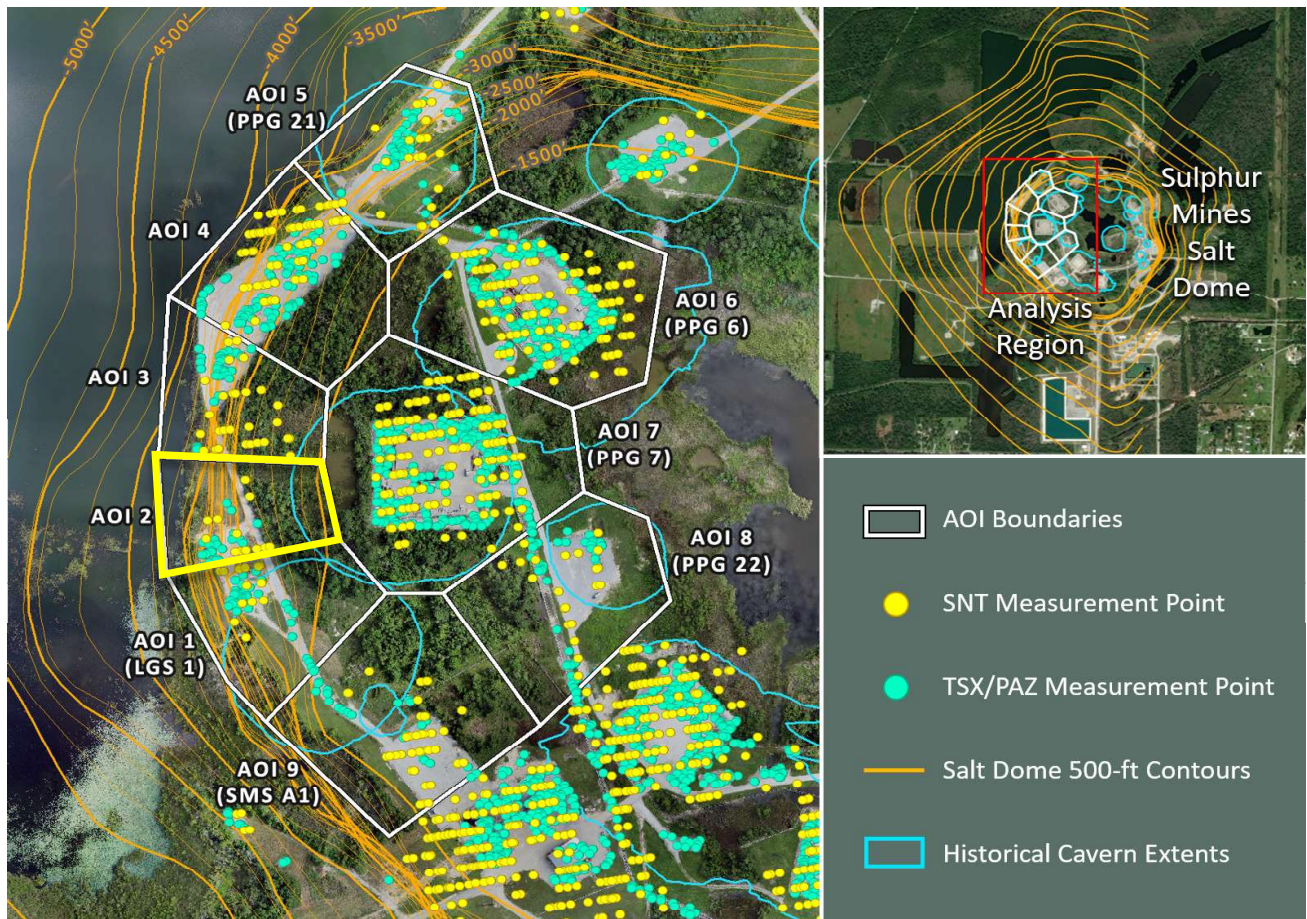 -5000'
-4500'
-4000'
-3500'
-3000'
-2500'
-2000'
-1500'
AOI 5
(PPG 21)
AOI 4
AOI 3
AOI 2
AOI 1
(LGS 1)
AOI 9
(SMS A1)
AOI 6
(PPG 6)
AOI 7
(PPG 7)
AOI 8
(PPG 22)
Sulphur
Mines
Salt
Dome
Analysis
Region
AOI Boundaries
SNT Measurement Point
TSX/PAZ Measurement Point
Salt Dome 500-ft Contours
Historical Cavern Extents